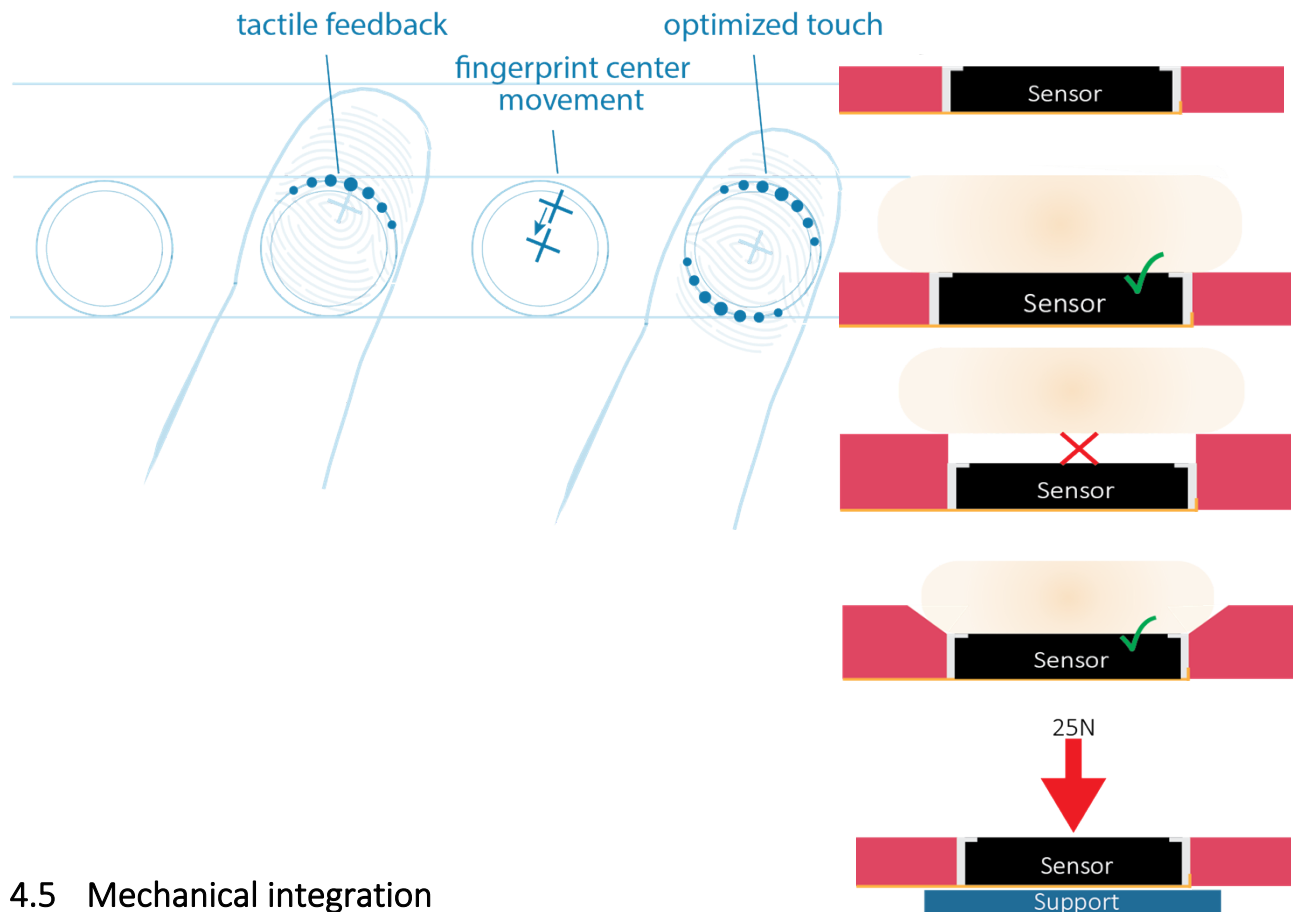 tactile feedback
fingerprint center
movement
optimized touch
Sensor
Sensor
Sensor
Sensor
25N
Sensor
Support
4.5 Mechanical integration